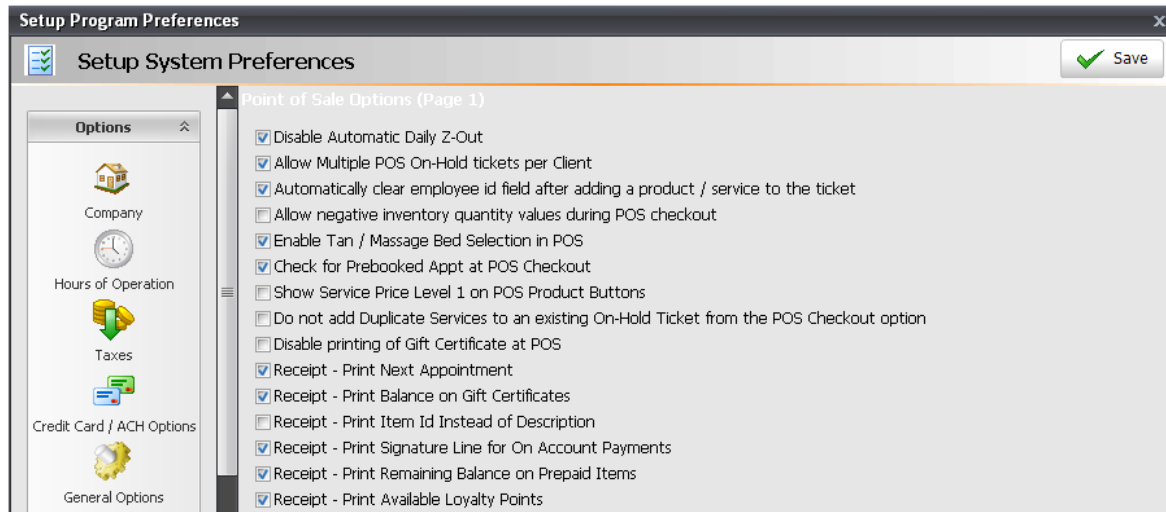 Setup Program Preferences
x
Setup System Preferences
Save
Options
Company
Hours of Operation
Taxes
Credit Card / ACH Options
General Options
Point of Sale Options (Page 1)
Disable Automatic Daily Z-Out
Allow Multiple POS On-Hold tickets per Client
Automatically clear employee id field after adding a product / service to the ticket
Allow negative inventory quantity values during POS checkout
Enable Tan / Massage Bed Selection in POS
Check for Prebooked Appt at POS Checkout
Show Service Price Level 1 on POS Product Buttons
Do not add Duplicate Services to an existing On-Hold Ticket from the POS Checkout option
Disable printing of Gift Certificate at POS
Receipt - Print Next Appointment
Receipt - Print Balance on Gift Certificates
Receipt - Print Item Id Instead of Description
Receipt - Print Signature Line for On Account Payments
Receipt - Print Remaining Balance on Prepaid Items
Receipt - Print Available Loyalty Points